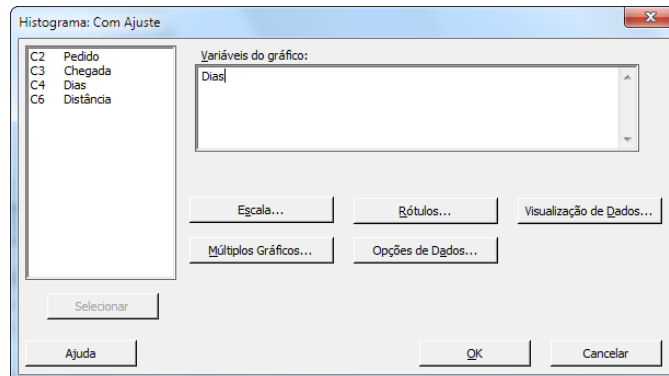 Histograma: Com Ajuste
C2 Pedido
C3 Chegada
C4 Dias
C6 Distância
Variáveis do gráfico:
Dias
Escala...
Rótulos...
Visualização de Dados...
Múltiplos Gráficos...
Opções de Dados...
Selecionar
Ajuda
OK
Cancelar